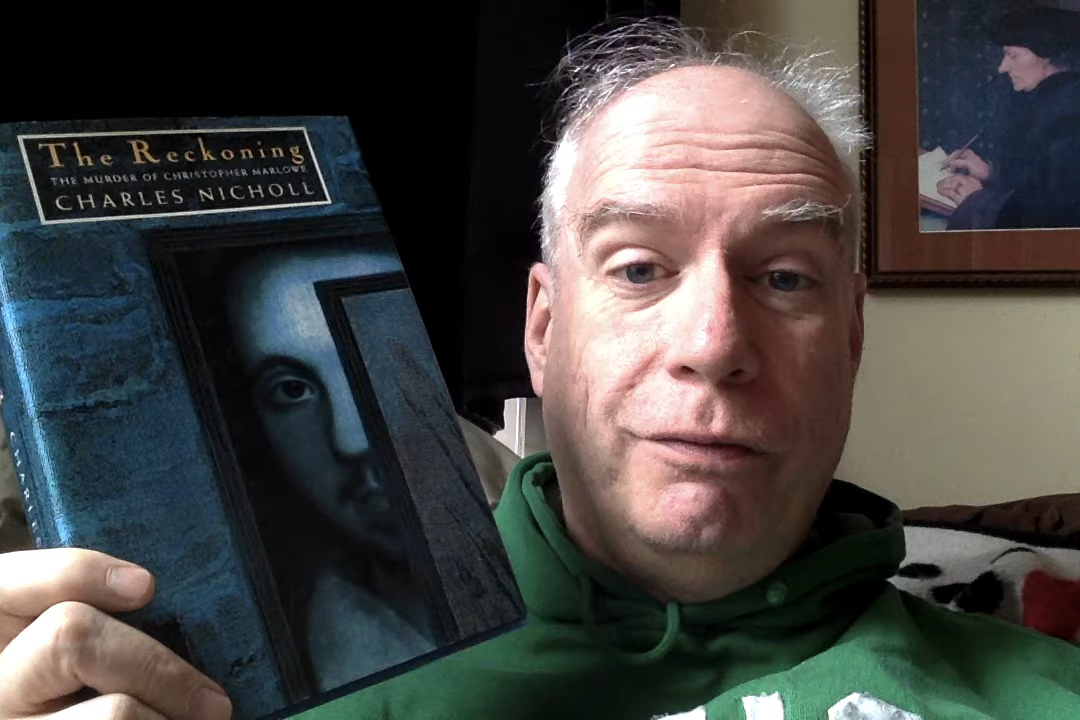 The Reckoning
THE MURDER OF CHRISTOPHER MARLOWE
CHARLES NICHOLL